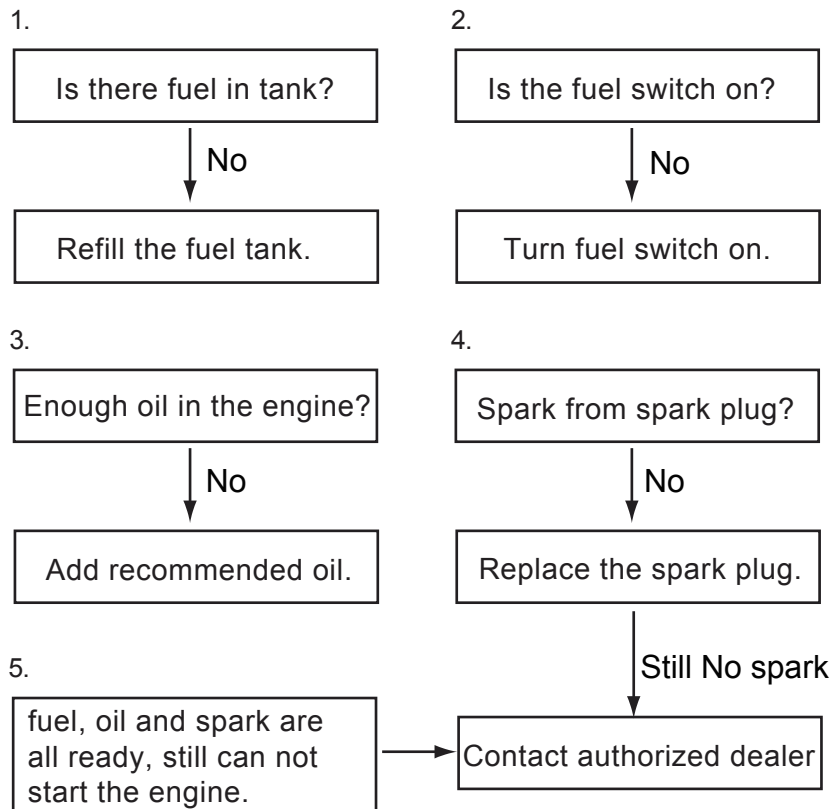 1.
Is there fuel in tank?
No
Refill the fuel tank.
2.
Is the fuel switch on?
No
Turn fuel switch on.
3.
Enough oil in the engine?
No
Add recommended oil.
4.
Spark from spark plug?
No
Replace the spark plug.
Still No spark
5.
fuel, oil and spark are
all ready, still can not
start the engine.
Contact authorized dealer